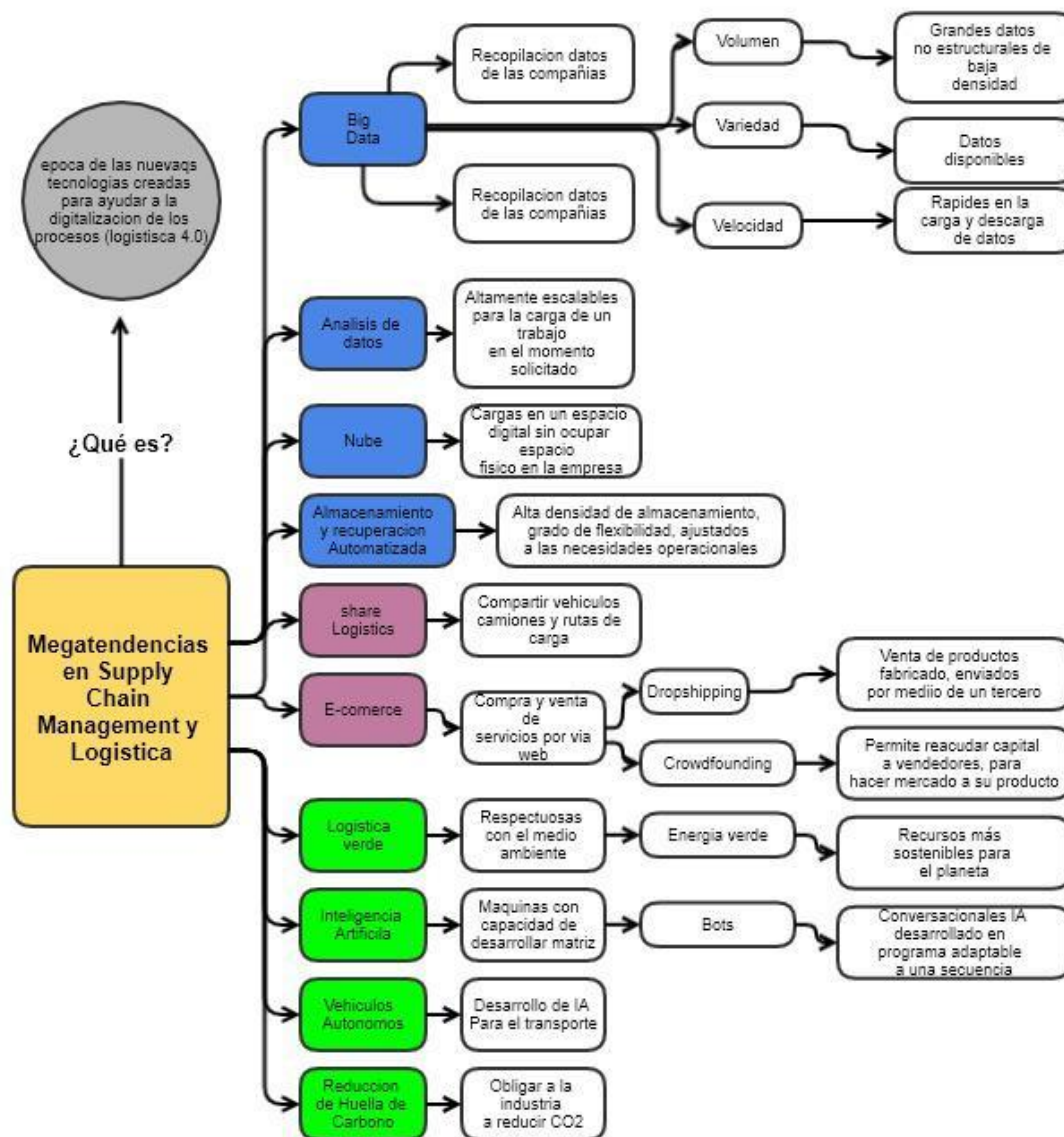 epoca de las nuevaqs
tecnologias creadas
para ayudar a la
digitalizacion de los
procesos (logistisca 4.0)
¿Qué es?
Megatendencias
en Supply
Chain
Management y
Logistica
Big
Data
Recopilacion datos
de las compañias
Recopilacion datos
de las compañias
Volumen
Grandes datos
no estructurales de
baja
densidad
Variedad
Datos
disponibles
Velocidad
Rapides en la
carga y descarga
de datos
Analisis de
datos
Altamente escalables
para la carga de un
trabajo
en el momento
solicitado
Nube
Cargas en un espacio
digital sin ocupar
espacio
fisico en la empresa
Almacenamiento
y recuperacion
Automatizada
Alta densidad de almacenamiento,
grado de flexibilidad, ajustados
a las necesidades operacionales
share
Logistics
Compartir vehiculos
camiones y rutas de
carga
E-comerce
Compra y venta
de
servicios por via
web
Dropshipping
Venta de productos
fabricado, enviados
por mediio de un tercero
Crowdfounding
Permite reacudar capital
a vendedores, para
hacer mercado a su producto
Logistica
verde
Respectuosas
con el medio
ambiente
Energia verde
Recursos más
sostenibles para
el planeta
Inteligencia
Artificila
Maquinas con
capacidad de
desarrollar matriz
Bots
Conversacionales IA
desarrollado en
programa adaptable
a una secuencia
Vehiculos
Autonomos
Desarrollo de IA
Para el transporte
Reduccion
de Huella de
Carbono
Obligar a la
industria
a reducir CO2